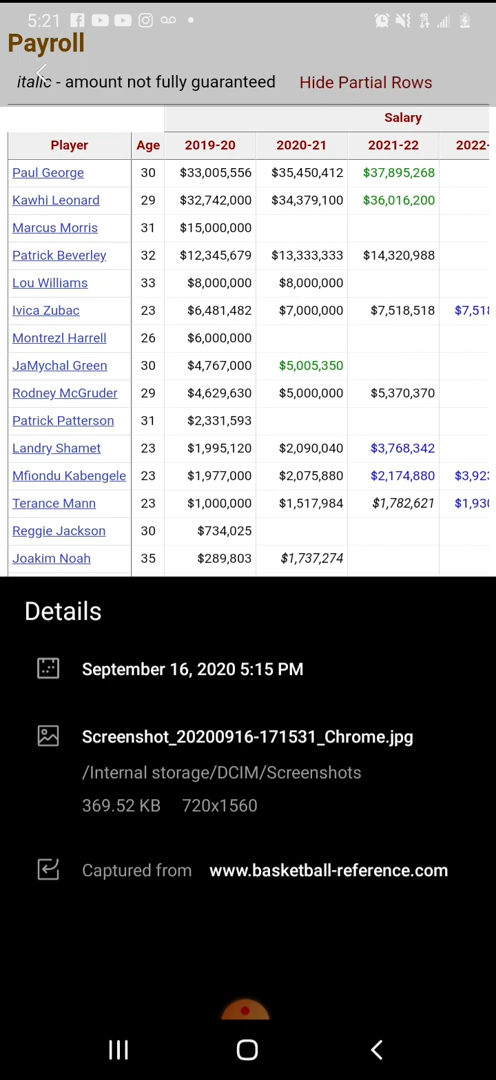 5:21
Payroll
italic - amount not fully guaranteed Hide Partial Rows
Salary
Player Age 2019-20 2020-21 2021-22 2022-
Paul George 30 $33,005,556 $35,450,412 $37,895,268
Kawhi Leonard 29 $32,742,000 $34,379,100 $36,016,200
Marcus Morris 31 $15,000,000
Patrick Beverley 32 $12,345,679 $13,333,333 $14,320,988
Lou Williams 33 $8,000,000 $8,000,000
Ivica Zubac 23 $6,481,482 $7,000,000 $7,518,518 $7,518
Montrezl Harrell 26 $6,000,000
JaMychal Green 30 $4,767,000 $5,005,350
Rodney McGruder 29 $4,629,630 $5,000,000 $5,370,370
Patrick Patterson 31 $2,331,593
Landry Shamet 23 $1,995,120 $2,090,040 $3,768,342
Mfiondu Kabengele 23 $1,977,000 $2,075,880 $2,174,880 $3,923
Terance Mann 23 $1,000,000 $1,517,984 $1,782,621 $1,930
Reggie Jackson 30 $734,025
Joakim Noah 35 $289,803 $1,737,274
Details
September 16, 2020 5:15 PM
Screenshot_20200916-171531_Chrome.jpg
/Internal storage/DCIM/Screenshots
369.52 KB 720x1560
Captured from www.basketball-reference.com